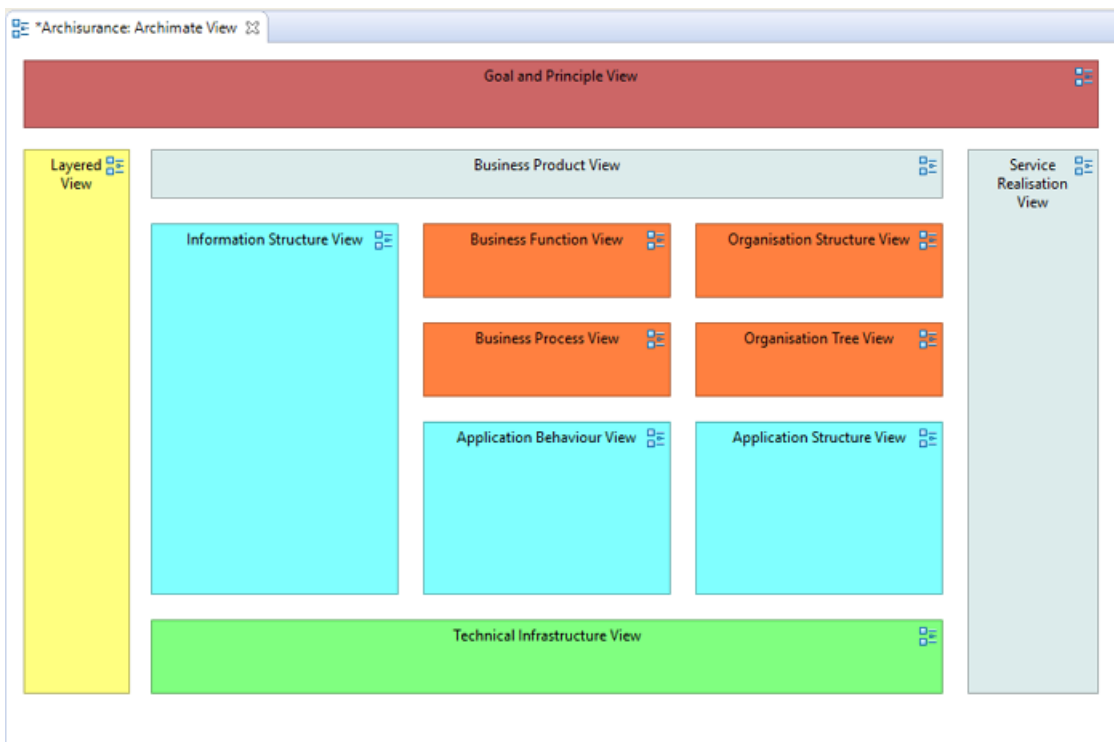 *Archisurance: Archimate View
Goal and Principle View
Layered
View
Business Product View
Service
Realisation
View
Information Structure View
Business Function View
Organisation Structure View
Business Process View
Organisation Tree View
Application Behaviour View
Application Structure View
Technical Infrastructure View